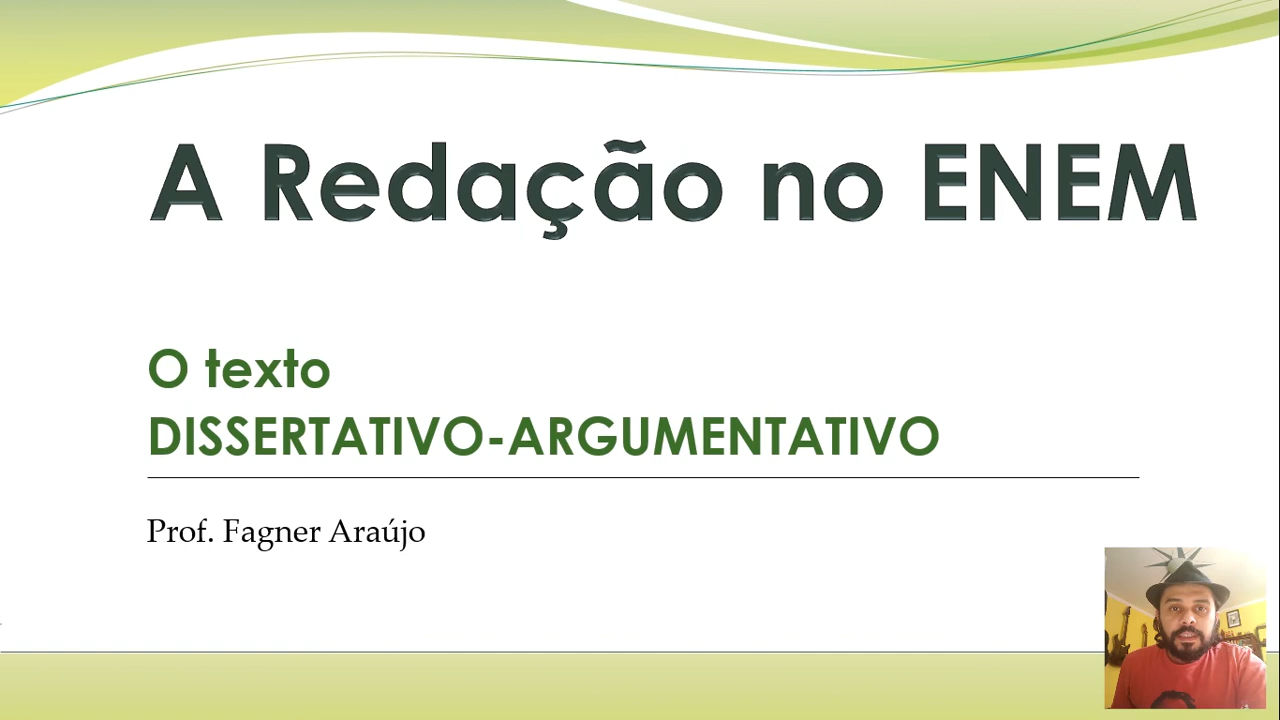 A Redação no ENEM
O texto
DISSERTATIVO-ARGUMENTATIVO
Prof. Fagner Araújo